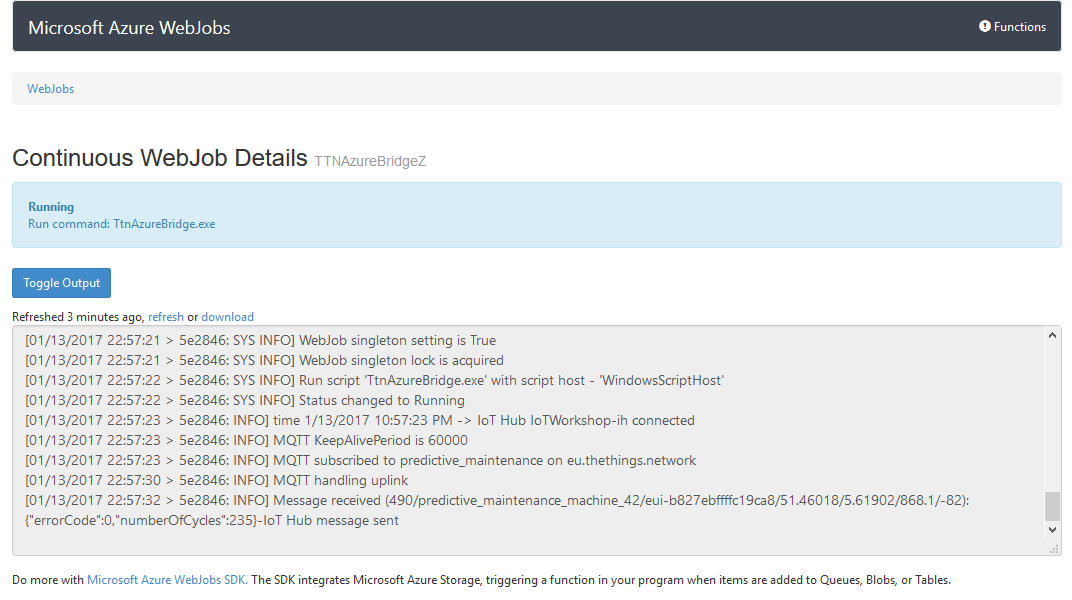 Microsoft Azure WebJobs
Functions
WebJobs
Continuous WebJob Details TTNAzureBridgeZ
Running
Run command: TtnAzureBridge.exe
Toggle Output
Refreshed 3 minutes ago, refresh or download
[01/13/2017 22:57:21 > 5e2846: SYS INFO] WebJob singleton setting is True
[01/13/2017 22:57:21 > 5e2846: SYS INFO] WebJob singleton lock is acquired
[01/13/2017 22:57:22 > 5e2846: SYS INFO] Run script 'TtnAzureBridge.exe' with script host - 'WindowsScriptHost'
[01/13/2017 22:57:22 > 5e2846: SYS INFO] Status changed to Running
[01/13/2017 22:57:23 > 5e2846: INFO] time 1/13/2017 10:57:23 PM -> IoT Hub IoTWorkshop-ih connected
[01/13/2017 22:57:23 > 5e2846: INFO] MQTT KeepAlivePeriod is 60000
[01/13/2017 22:57:23 > 5e2846: INFO] MQTT subscribed to predictive_maintenance on eu.thethings.network
[01/13/2017 22:57:30 > 5e2846: INFO] MQTT handling uplink
[01/13/2017 22:57:32 > 5e2846: INFO] Message received (490/predictive_maintenance_machine_42/eui-b827ebffffc19ca8/51.46018/5.61902/868.1/-82):
{"errorCode":0,"numberOfCycles":235}-IoT Hub message sent
Do more with Microsoft Azure WebJobs SDK. The SDK integrates Microsoft Azure Storage, triggering a function in your program when items are added to Queues, Blobs, or Tables.